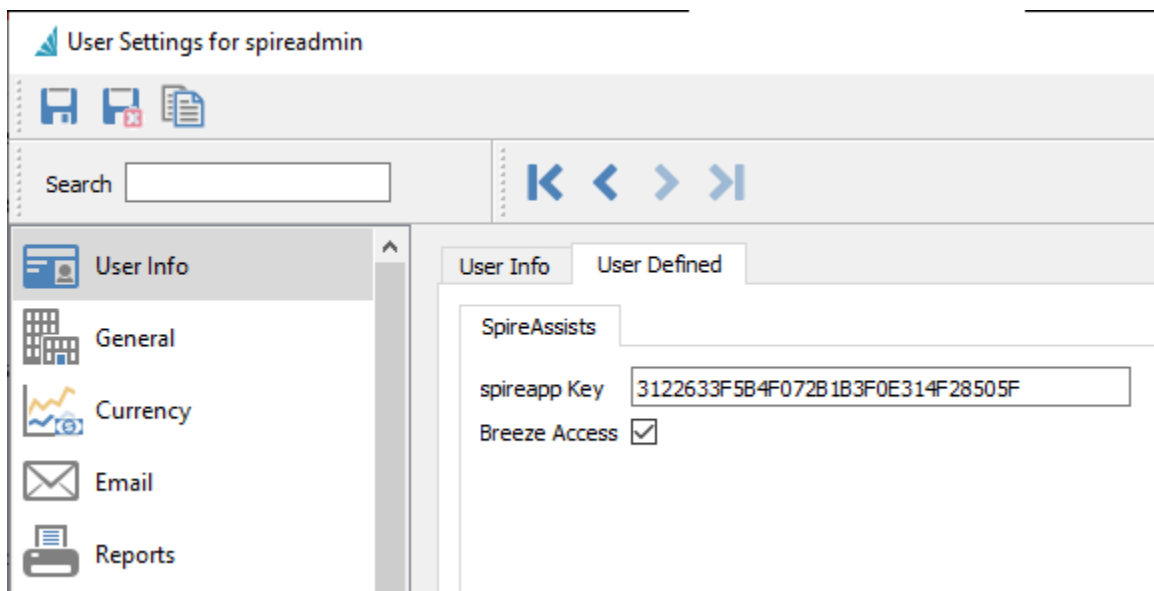 User Settings for spireadmin
Search
User Info
General
Currency
Email
Reports
User Info User Defined
SpireAssists
spireapp Key 3122633F5B4F072B1B3F0E314F28505F
Breeze Access